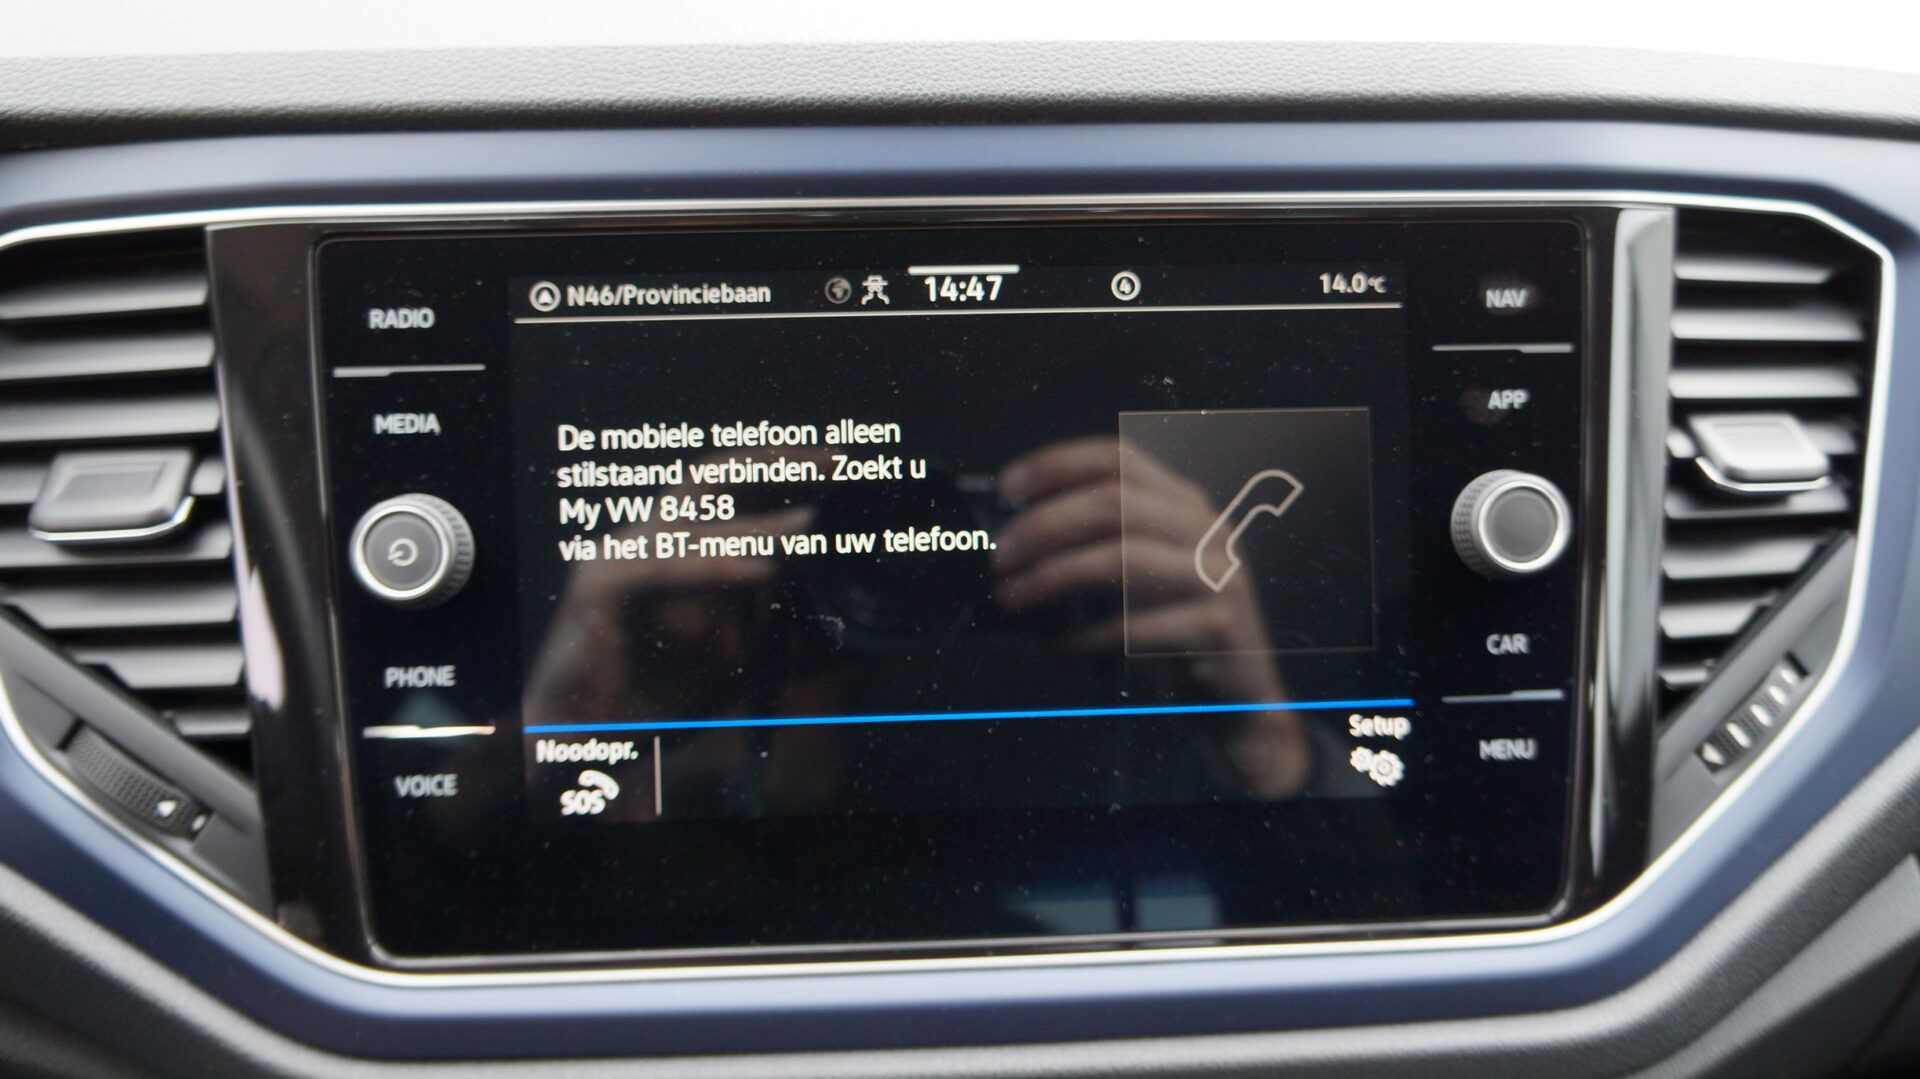 N46/Provinciebaan 14:47 4 14.0°C
RADIO
MEDIA
PHONE
VOICE
De mobiele telefoon alleen
stilstaand verbinden. Zoekt u
My VW 8458
via het BT-menu van uw telefoon.
Noodopr.
SOS
Setup
NAV
APP
CAR
MENU